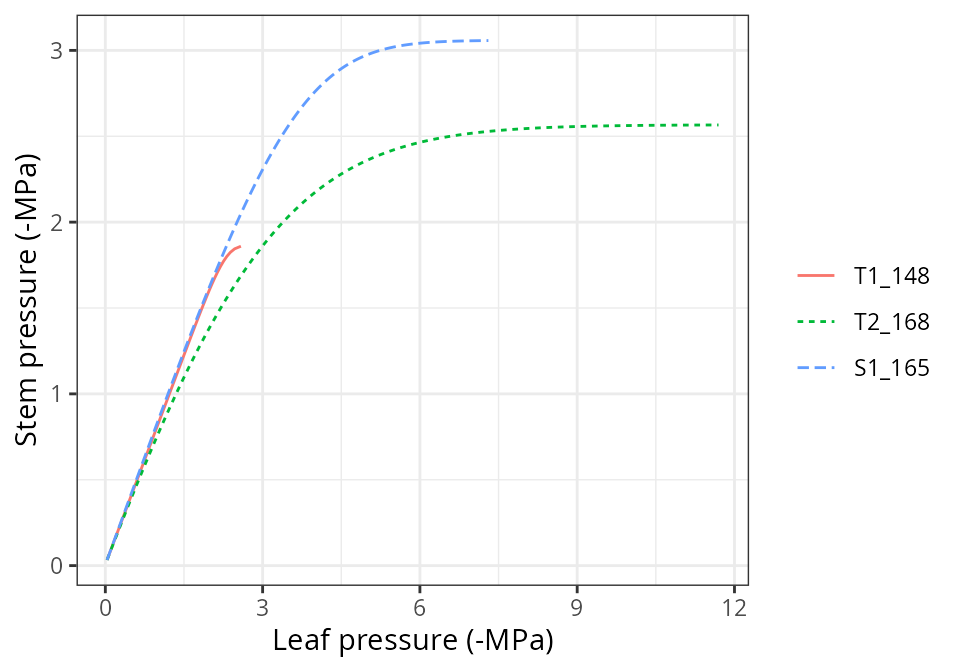 Stem pressure (-MPa)
3
2
1
0
0 3 6 9 12
Leaf pressure (-MPa)
T1_148
T2_168
S1_165